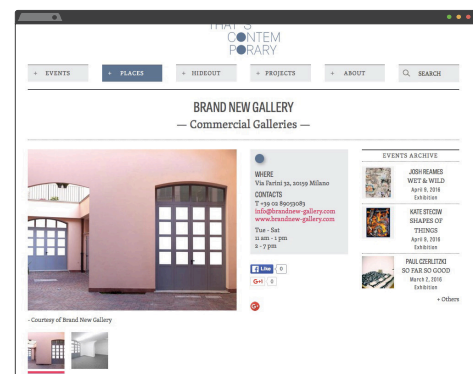 THAT'S
CONTEM
PORARY
+ EVENTS
+ PLACES
+ HIDEOUT
+ PROJECTS
+ ABOUT
SEARCH
BRAND NEW GALLERY
— Commercial Galleries —
WHERE
Via Farini 32, 20159 Milano
CONTACTS
T +39 02 89053083
info@brandnew-gallery.com
www.brandnew-gallery.com
Tue - Sat
11 am - 1 pm
2 - 7 pm
Like 0
G+1 0
G+
- Courtesy of Brand New Gallery
EVENTS ARCHIVE
JOSH REAMES
WET & WILD
April 9, 2016
Exhibition
KATE STECIW
SHAPES OF
THINGS
April 9, 2016
Exhibition
PAUL CZERLITZKI
SO FAR SO GOOD
March 2, 2016
Exhibition
+ Others